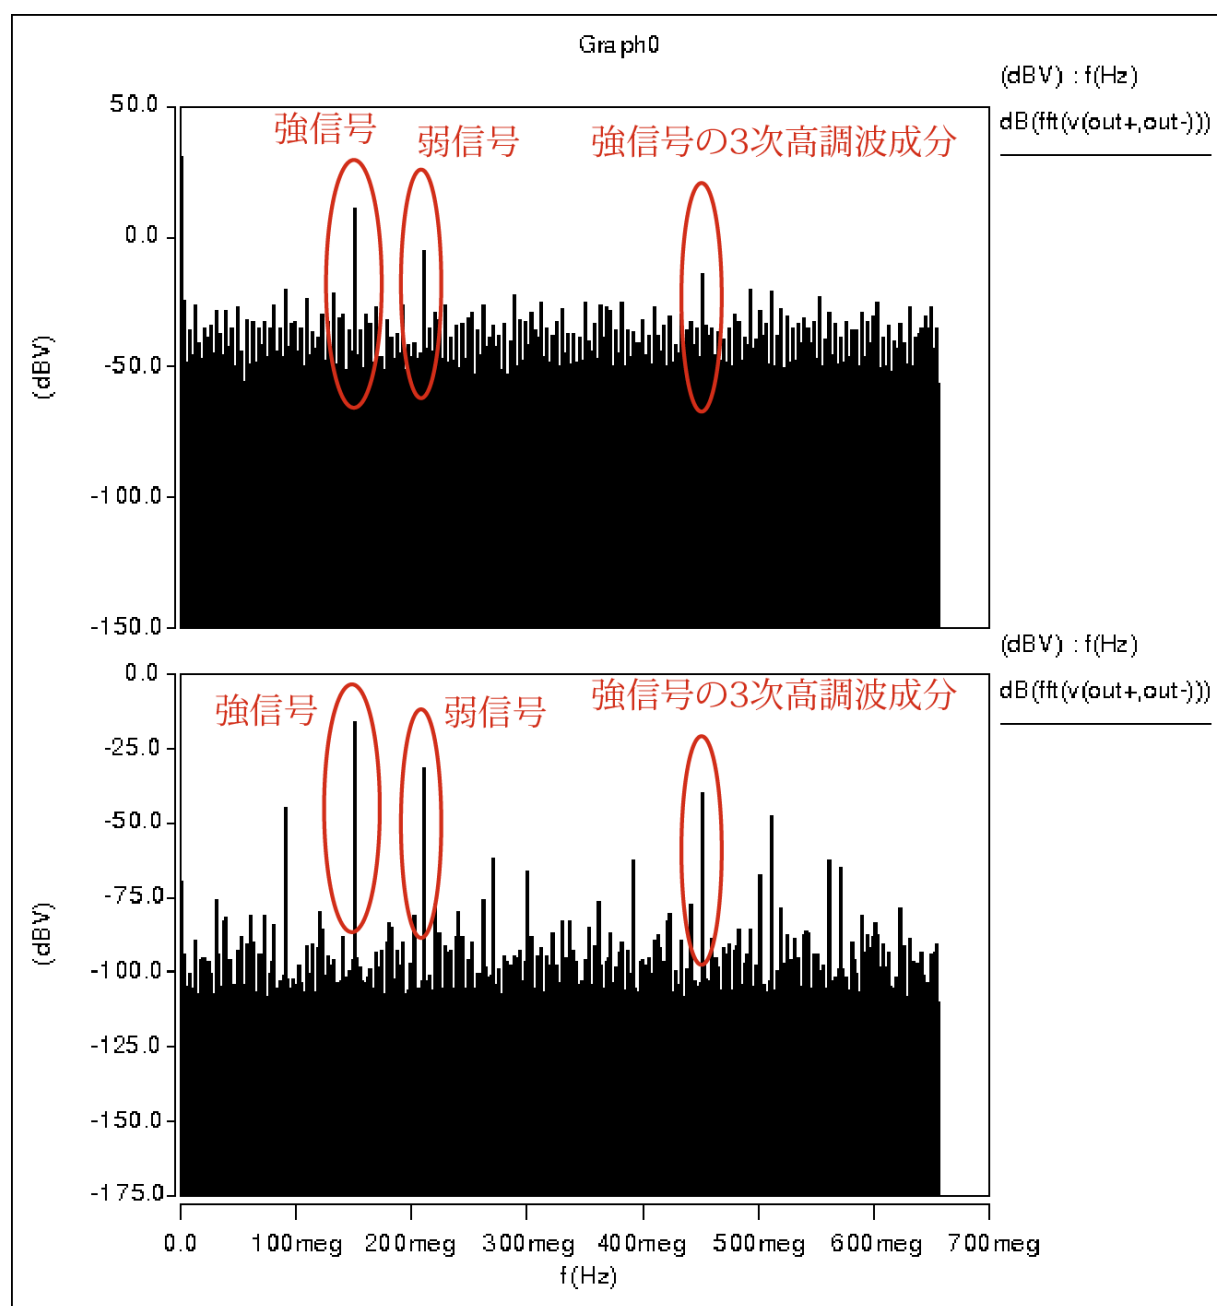 Graph0
(dBV) : f(Hz)
dB(fft(v(out+,out-)))
50.0
0.0
-50.0
-100.0
-150.0
(dBV)
強信号
弱信号
強信号の3次高調波成分
(dBV) : f(Hz)
dB(fft(v(out+,out-)))
0.0
-25.0
-50.0
-75.0
-100.0
-125.0
-150.0
-175.0
(dBV)
強信号
弱信号
強信号の3次高調波成分
0.0 100meg 200meg 300meg 400meg 500meg 600meg 700meg
f(Hz)